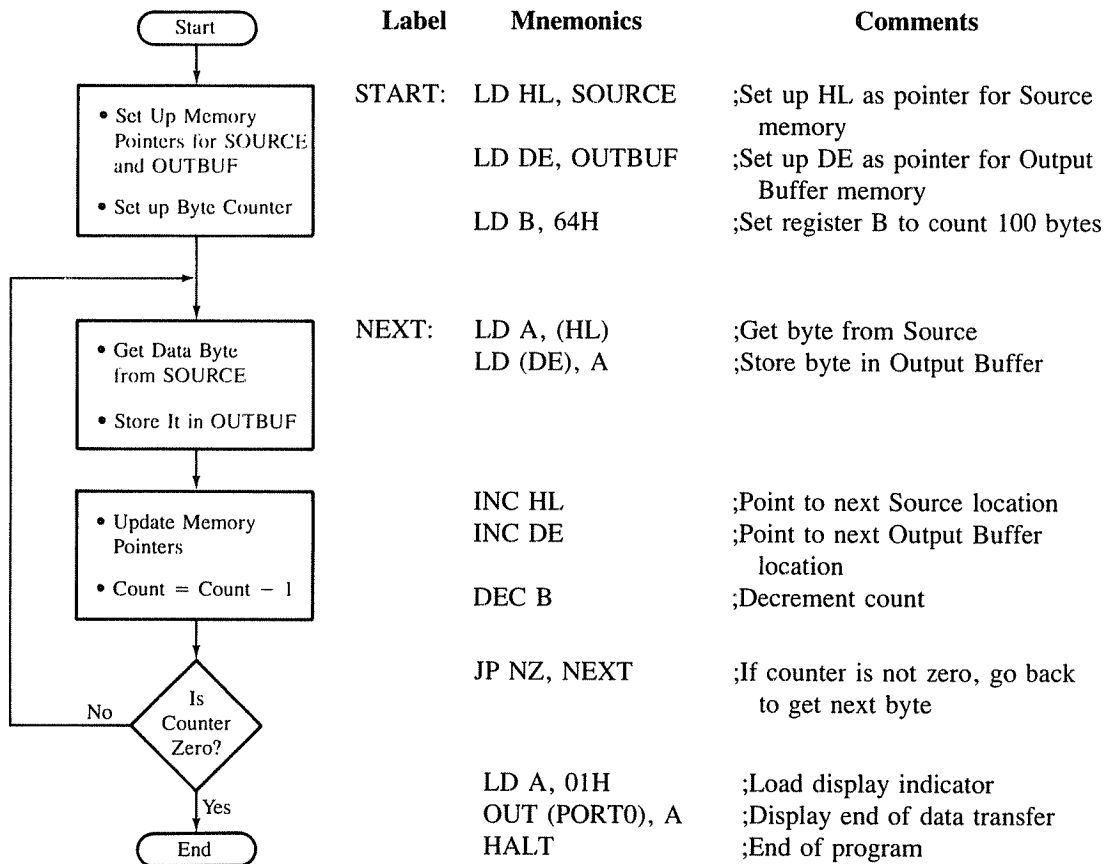 Label Mnemonics Comments
Start
• Set Up Memory
Pointers for SOURCE
and OUTBUF
• Set up Byte Counter
START: LD HL, SOURCE ;Set up HL as pointer for Source
memory
LD DE, OUTBUF ;Set up DE as pointer for Output
Buffer memory
LD B, 64H ;Set register B to count 100 bytes
• Get Data Byte
from SOURCE
• Store It in OUTBUF
NEXT: LD A, (HL) ;Get byte from Source
LD (DE), A ;Store byte in Output Buffer
• Update Memory
Pointers
• Count = Count − 1
INC HL ;Point to next Source location
INC DE ;Point to next Output Buffer
location
DEC B ;Decrement count
Is
Counter
Zero?
No
Yes
JP NZ, NEXT ;If counter is not zero, go back
to get next byte
LD A, 01H ;Load display indicator
OUT (PORT0), A ;Display end of data transfer
HALT ;End of program
End